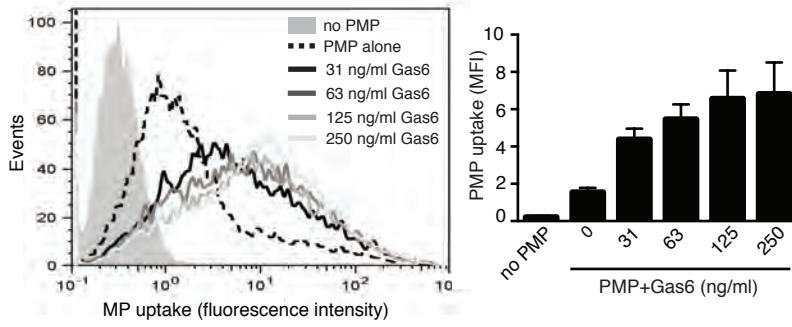 100
80
60
40
20
0
Events
no PMP
PMP alone
31 ng/ml Gas6
63 ng/ml Gas6
125 ng/ml Gas6
250 ng/ml Gas6
10⁻¹ 10⁰ 10¹ 10²
MP uptake (fluorescence intensity)
10
8
6
4
2
0
PMP uptake (MFI)
no PMP 0 31 63 125 250
PMP+Gas6 (ng/ml)